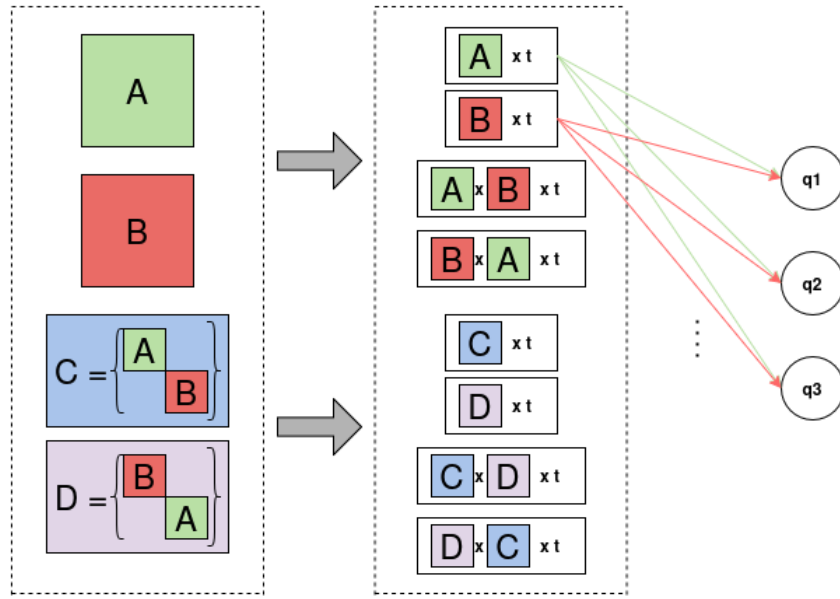 A
B
C = { A B }
D = { B A }
A x t
B x t
A x B x t
B x A x t
C x t
D x t
C x D x t
D x C x t
q1
q2
q3